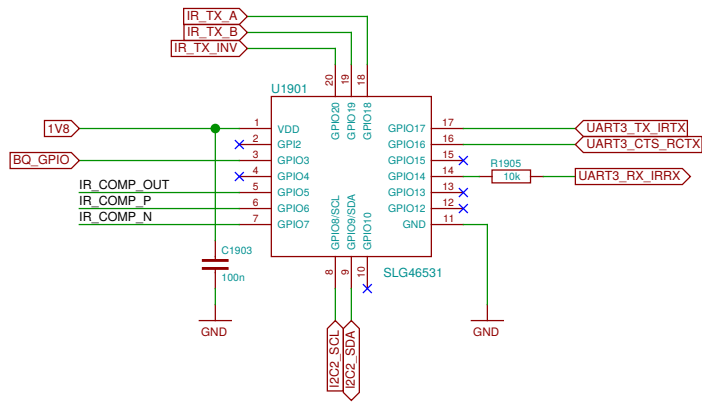 IR_TX_A
IR_TX_B
IR_TX_INV
U1901
20
19
18
GPIO20
GPIO19
GPIO18
1V8
1
VDD
2
GPI2
BQ_GPIO
3
GPIO3
4
GPIO4
IR_COMP_OUT
5
GPIO5
IR_COMP_P
6
GPIO6
IR_COMP_N
7
GPIO7
GPIO17
17
UART3_TX_IRTX
GPIO16
16
UART3_CTS_RCTX
GPIO15
15
R1905
GPIO14
14
10k
UART3_RX_IRRX
GPIO13
13
GPIO12
12
GND
11
GPIO8/SCL
GPIO9/SDA
GPIO10
8
9
10
SLG46531
C1903
100n
GND
GND
I2C2_SCL
I2C2_SDA